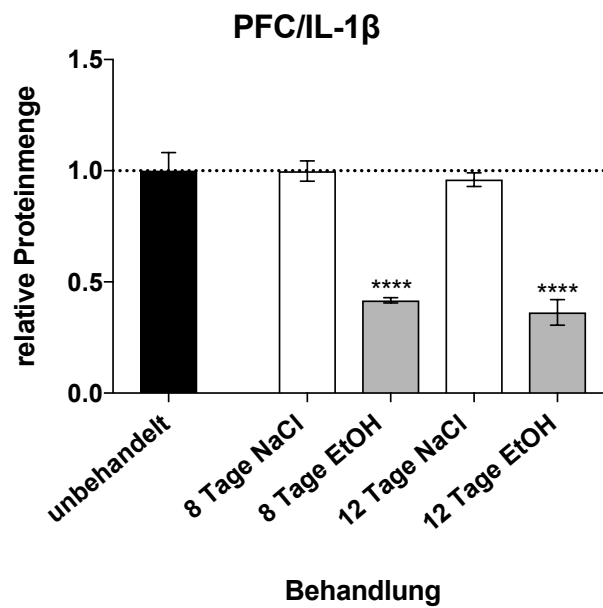 PFC/IL-1β
relative Proteinmenge
1.5
1.0
0.5
0.0
****
****
unbehandelt
8 Tage NaCl
8 Tage EtOH
12 Tage NaCl
12 Tage EtOH
Behandlung